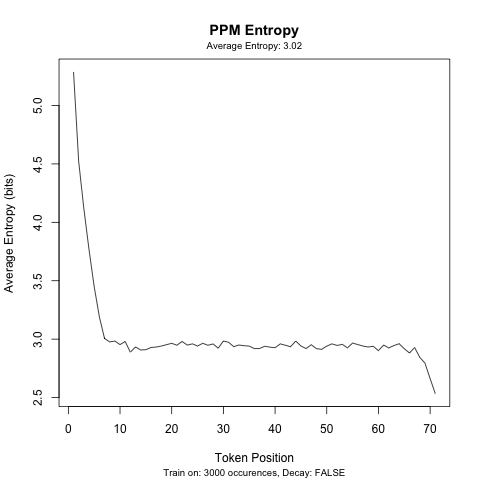 PPM Entropy
Average Entropy: 3.02
Average Entropy (bits)
5.0
4.5
4.0
3.5
3.0
2.5
0 10 20 30 40 50 60 70
Token Position
Train on: 3000 occurences, Decay: FALSE